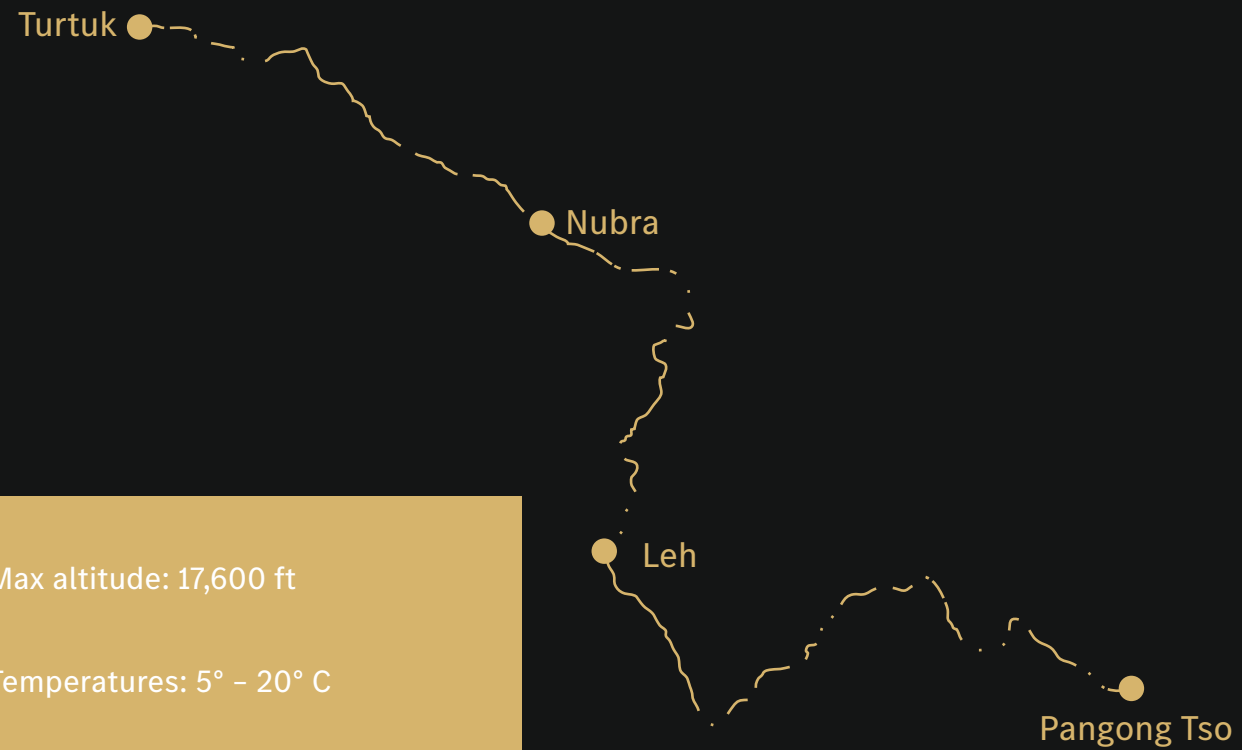 Turtuk
Nubra
Leh
Max altitude: 17,600 ft
Temperatures: 5° – 20° C
Pangong Tso